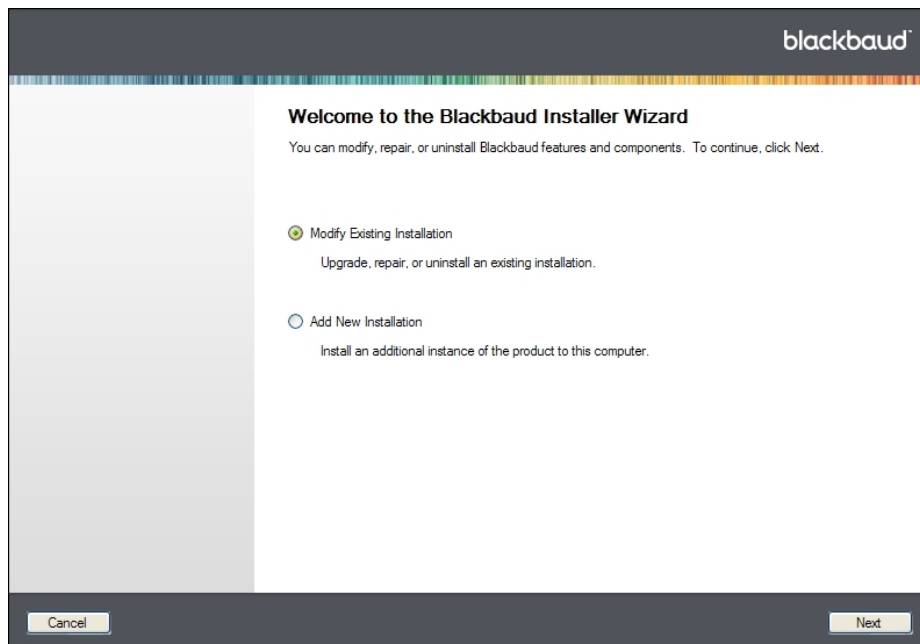 blackbaud
Welcome to the Blackbaud Installer Wizard
You can modify, repair, or uninstall Blackbaud features and components. To continue, click Next.
Modify Existing Installation
Upgrade, repair, or uninstall an existing installation.
Add New Installation
Install an additional instance of the product to this computer.
Cancel
Next